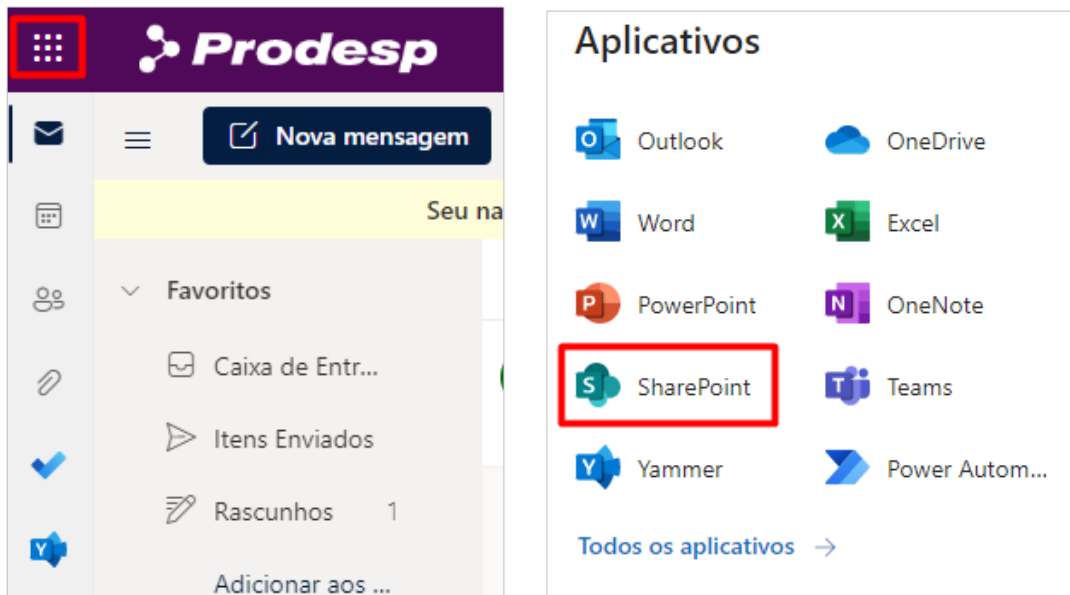 Prodesp
Nova mensagem
Seu na
Favoritos
Caixa de Entr...
Itens Enviados
Rascunhos 1
Adicionar aos ...
Aplicativos
Outlook OneDrive
Word Excel
PowerPoint OneNote
SharePoint Teams
Yammer Power Autom...
Todos os aplicativos →